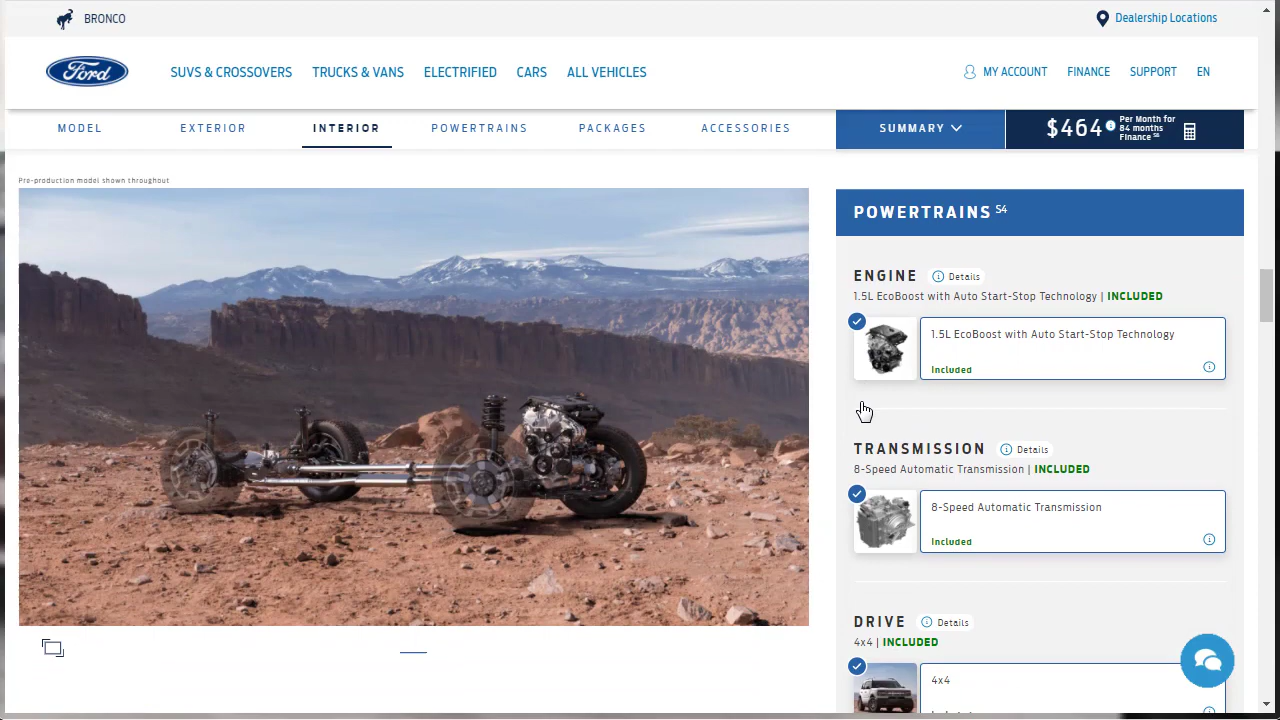 BRONCO
Dealership Locations
Ford
SUVS & CROSSOVERS TRUCKS & VANS ELECTRIFIED CARS ALL VEHICLES
MY ACCOUNT FINANCE SUPPORT EN
MODEL EXTERIOR INTERIOR POWERTRAINS PACKAGES ACCESSORIES
SUMMARY
$464 Per Month for
84 months
Finance S6
Pre-production model shown throughout
POWERTRAINS S4
ENGINE Details
1.5L EcoBoost with Auto Start-Stop Technology | INCLUDED
1.5L EcoBoost with Auto Start-Stop Technology
Included
TRANSMISSION Details
8-Speed Automatic Transmission | INCLUDED
8-Speed Automatic Transmission
Included
DRIVE Details
4x4 | INCLUDED
4x4